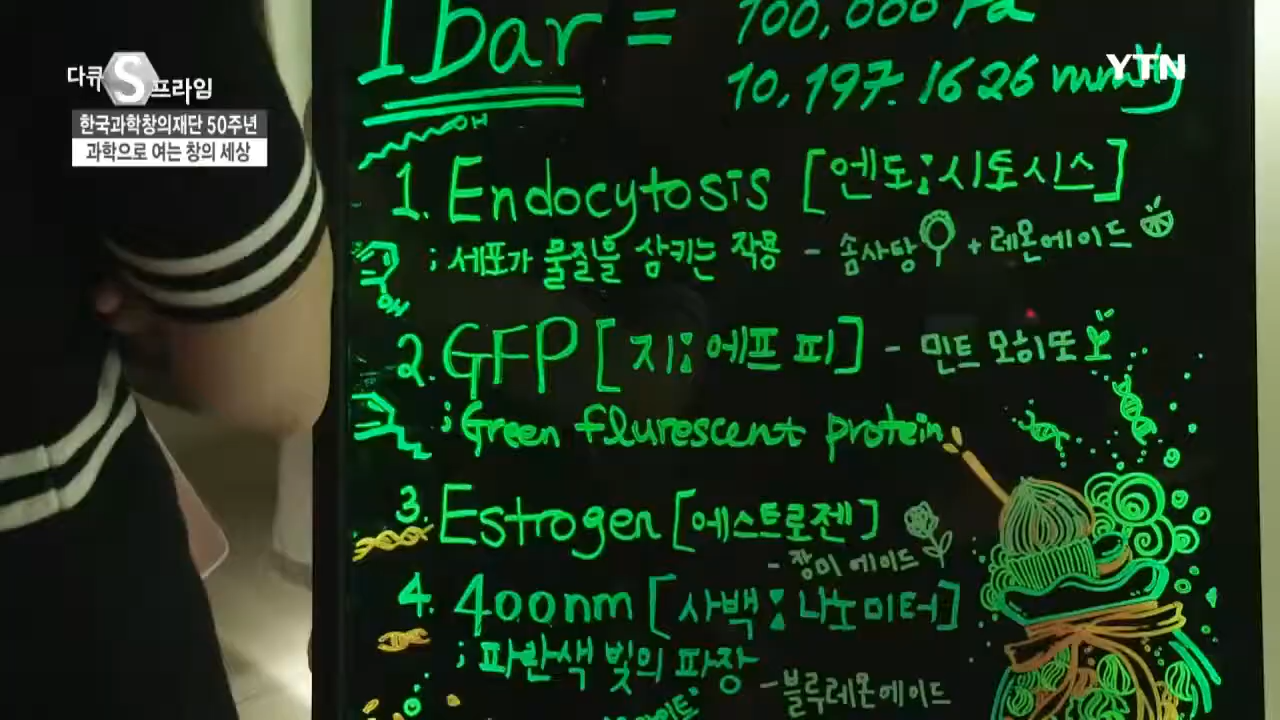 다큐 S 프라임
한국과학창의재단 50주년
과학으로 여는 창의 세상
YTN
1bar = 100,000 Pa
10,197.1626 mmHg
OH
1. Endocytosis [엔도;시토시스]
; 세포가 물질을 삼키는 작용 - 솜사탕 + 레몬에이드
OH
2. GFP [지;에프 피] - 민트 모히또
; Green flurescent protein
3. Estrogen [에스트로젠]
- 장미 에이드
4. 400nm [사백;나노미터]
; 파란색 빛의 파장
- 블루레몬에이드